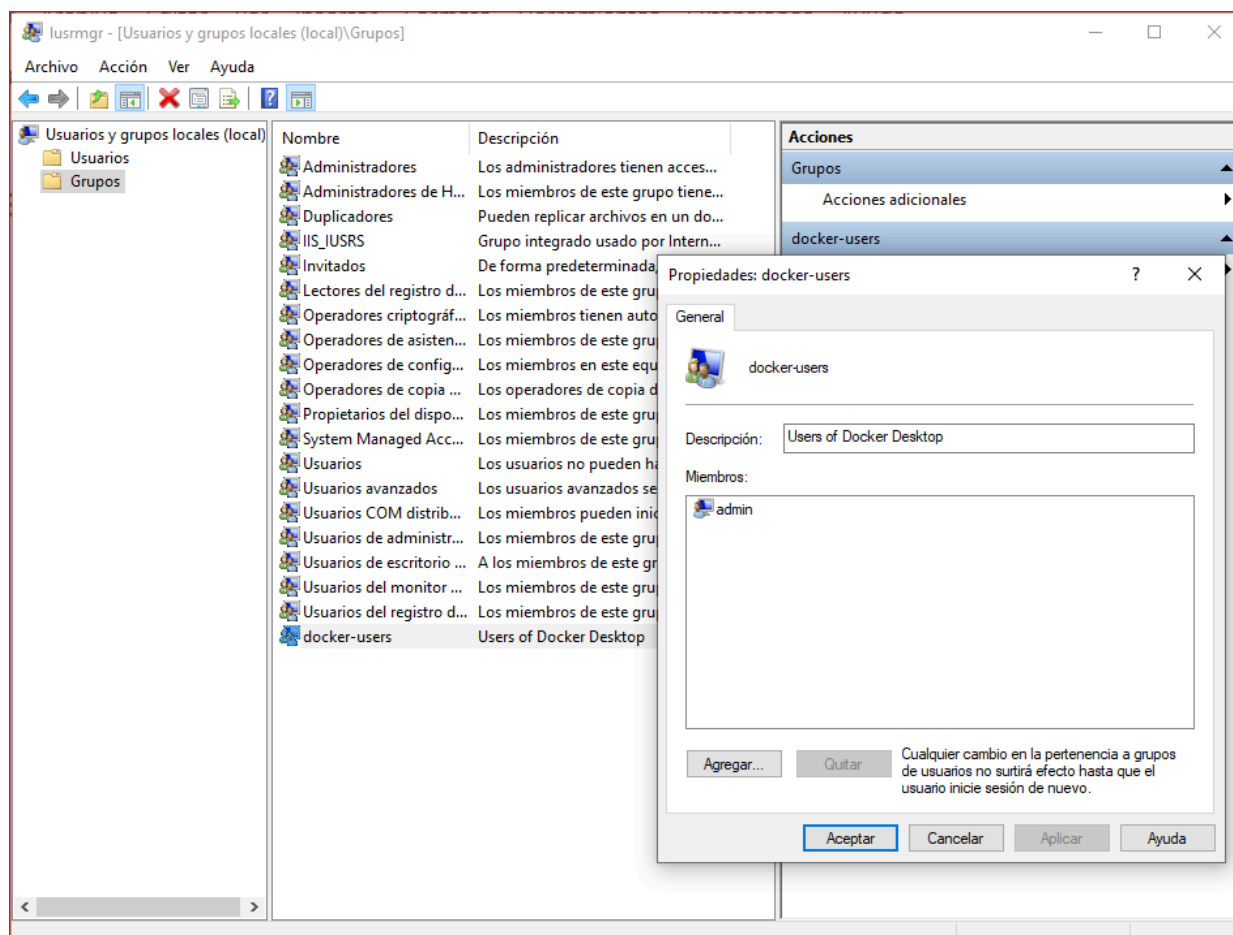 lusrmgr - [Usuarios y grupos locales (local)\Grupos]
Archivo Acción Ver Ayuda
Usuarios y grupos locales (local)
Usuarios
Grupos
Nombre Descripción
Administradores Los administradores tienen acces...
Administradores de H... Los miembros de este grupo tiene...
Duplicadores Pueden replicar archivos en un do...
IIS_IUSRS Grupo integrado usado por Intern...
Invitados De forma predeterminada,
Lectores del registro d... Los miembros de este gru
Operadores criptográf... Los miembros tienen auto
Operadores de asisten... Los miembros de este gru
Operadores de config... Los miembros en este equ
Operadores de copia ... Los operadores de copia d
Propietarios del dispo... Los miembros de este gru
System Managed Acc... Los miembros de este gru
Usuarios Los usuarios no pueden ha
Usuarios avanzados Los usuarios avanzados se
Usuarios COM distrib... Los miembros pueden inic
Usuarios de administr... Los miembros de este gru
Usuarios de escritorio ... A los miembros de este gr
Usuarios del monitor ... Los miembros de este gru
Usuarios del registro d... Los miembros de este gru
docker-users Users of Docker Desktop
Acciones
Grupos
Acciones adicionales
docker-users
Propiedades: docker-users ?
General
docker-users
Descripción: Users of Docker Desktop
Miembros:
admin
Agregar... Quitar
Cualquier cambio en la pertenencia a grupos
de usuarios no surtirá efecto hasta que el
usuario inicie sesión de nuevo.
Aceptar Cancelar Aplicar Ayuda